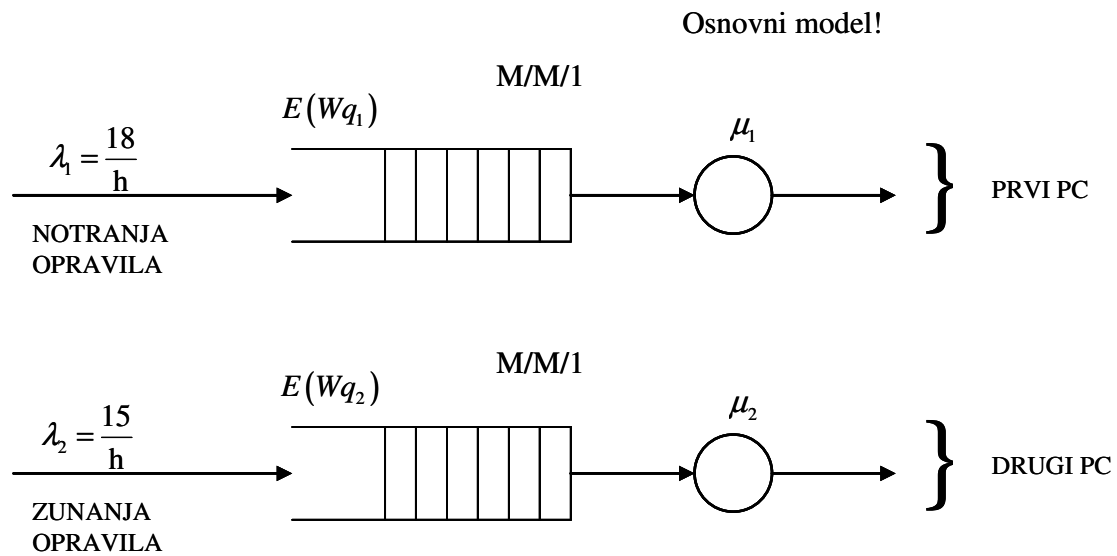 Osnovni model!
M/M/1
E(Wq₁)
μ₁
λ₁ = 18/h
NOTRANJA
OPRAVILA
} PRVI PC
M/M/1
E(Wq₂)
μ₂
λ₂ = 15/h
ZUNANJA
OPRAVILA
} DRUGI PC